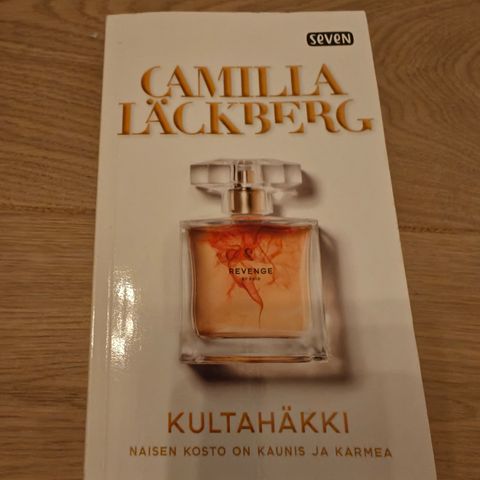 SEVEN
CAMILLA
LÄCKBERG
REVENGE
KULTAHÄKKI
NAISEN KOSTO ON KAUNIS JA KARMEA